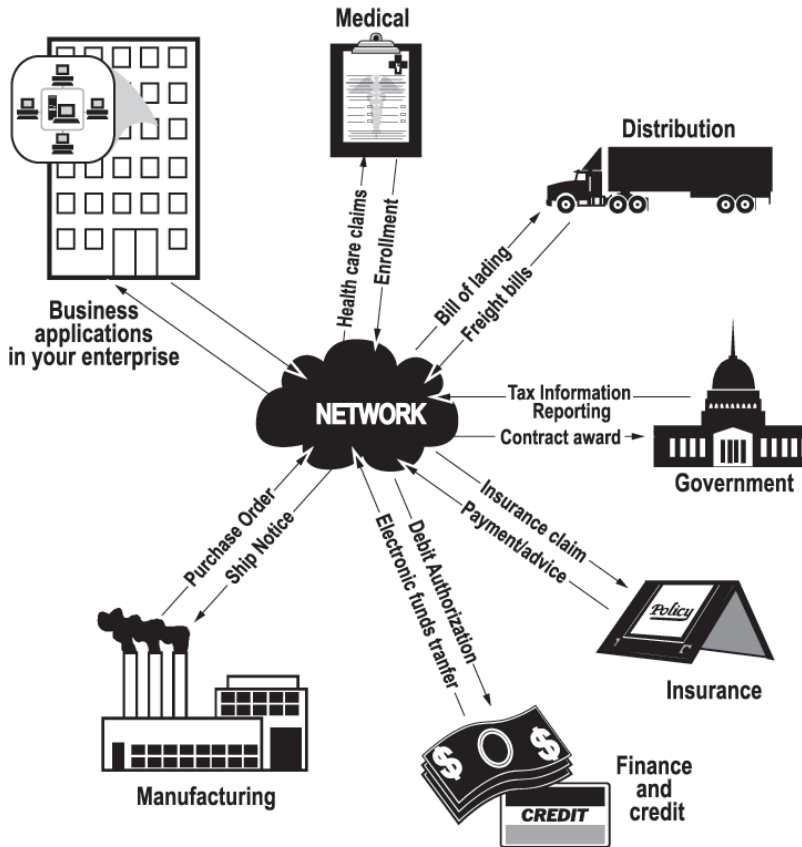 Medical
Distribution
Health care claims
Enrollment
Bill of lading
Freight bills
Business
applications
in your enterprise
NETWORK
Tax Information
Reporting
Contract award
Government
Purchase Order
Ship Notice
Electronic funds tranfer
Debit Authorization
Insurance claim
Payment/advice
Policy
Insurance
Manufacturing
$ $
CREDIT
Finance
and
credit